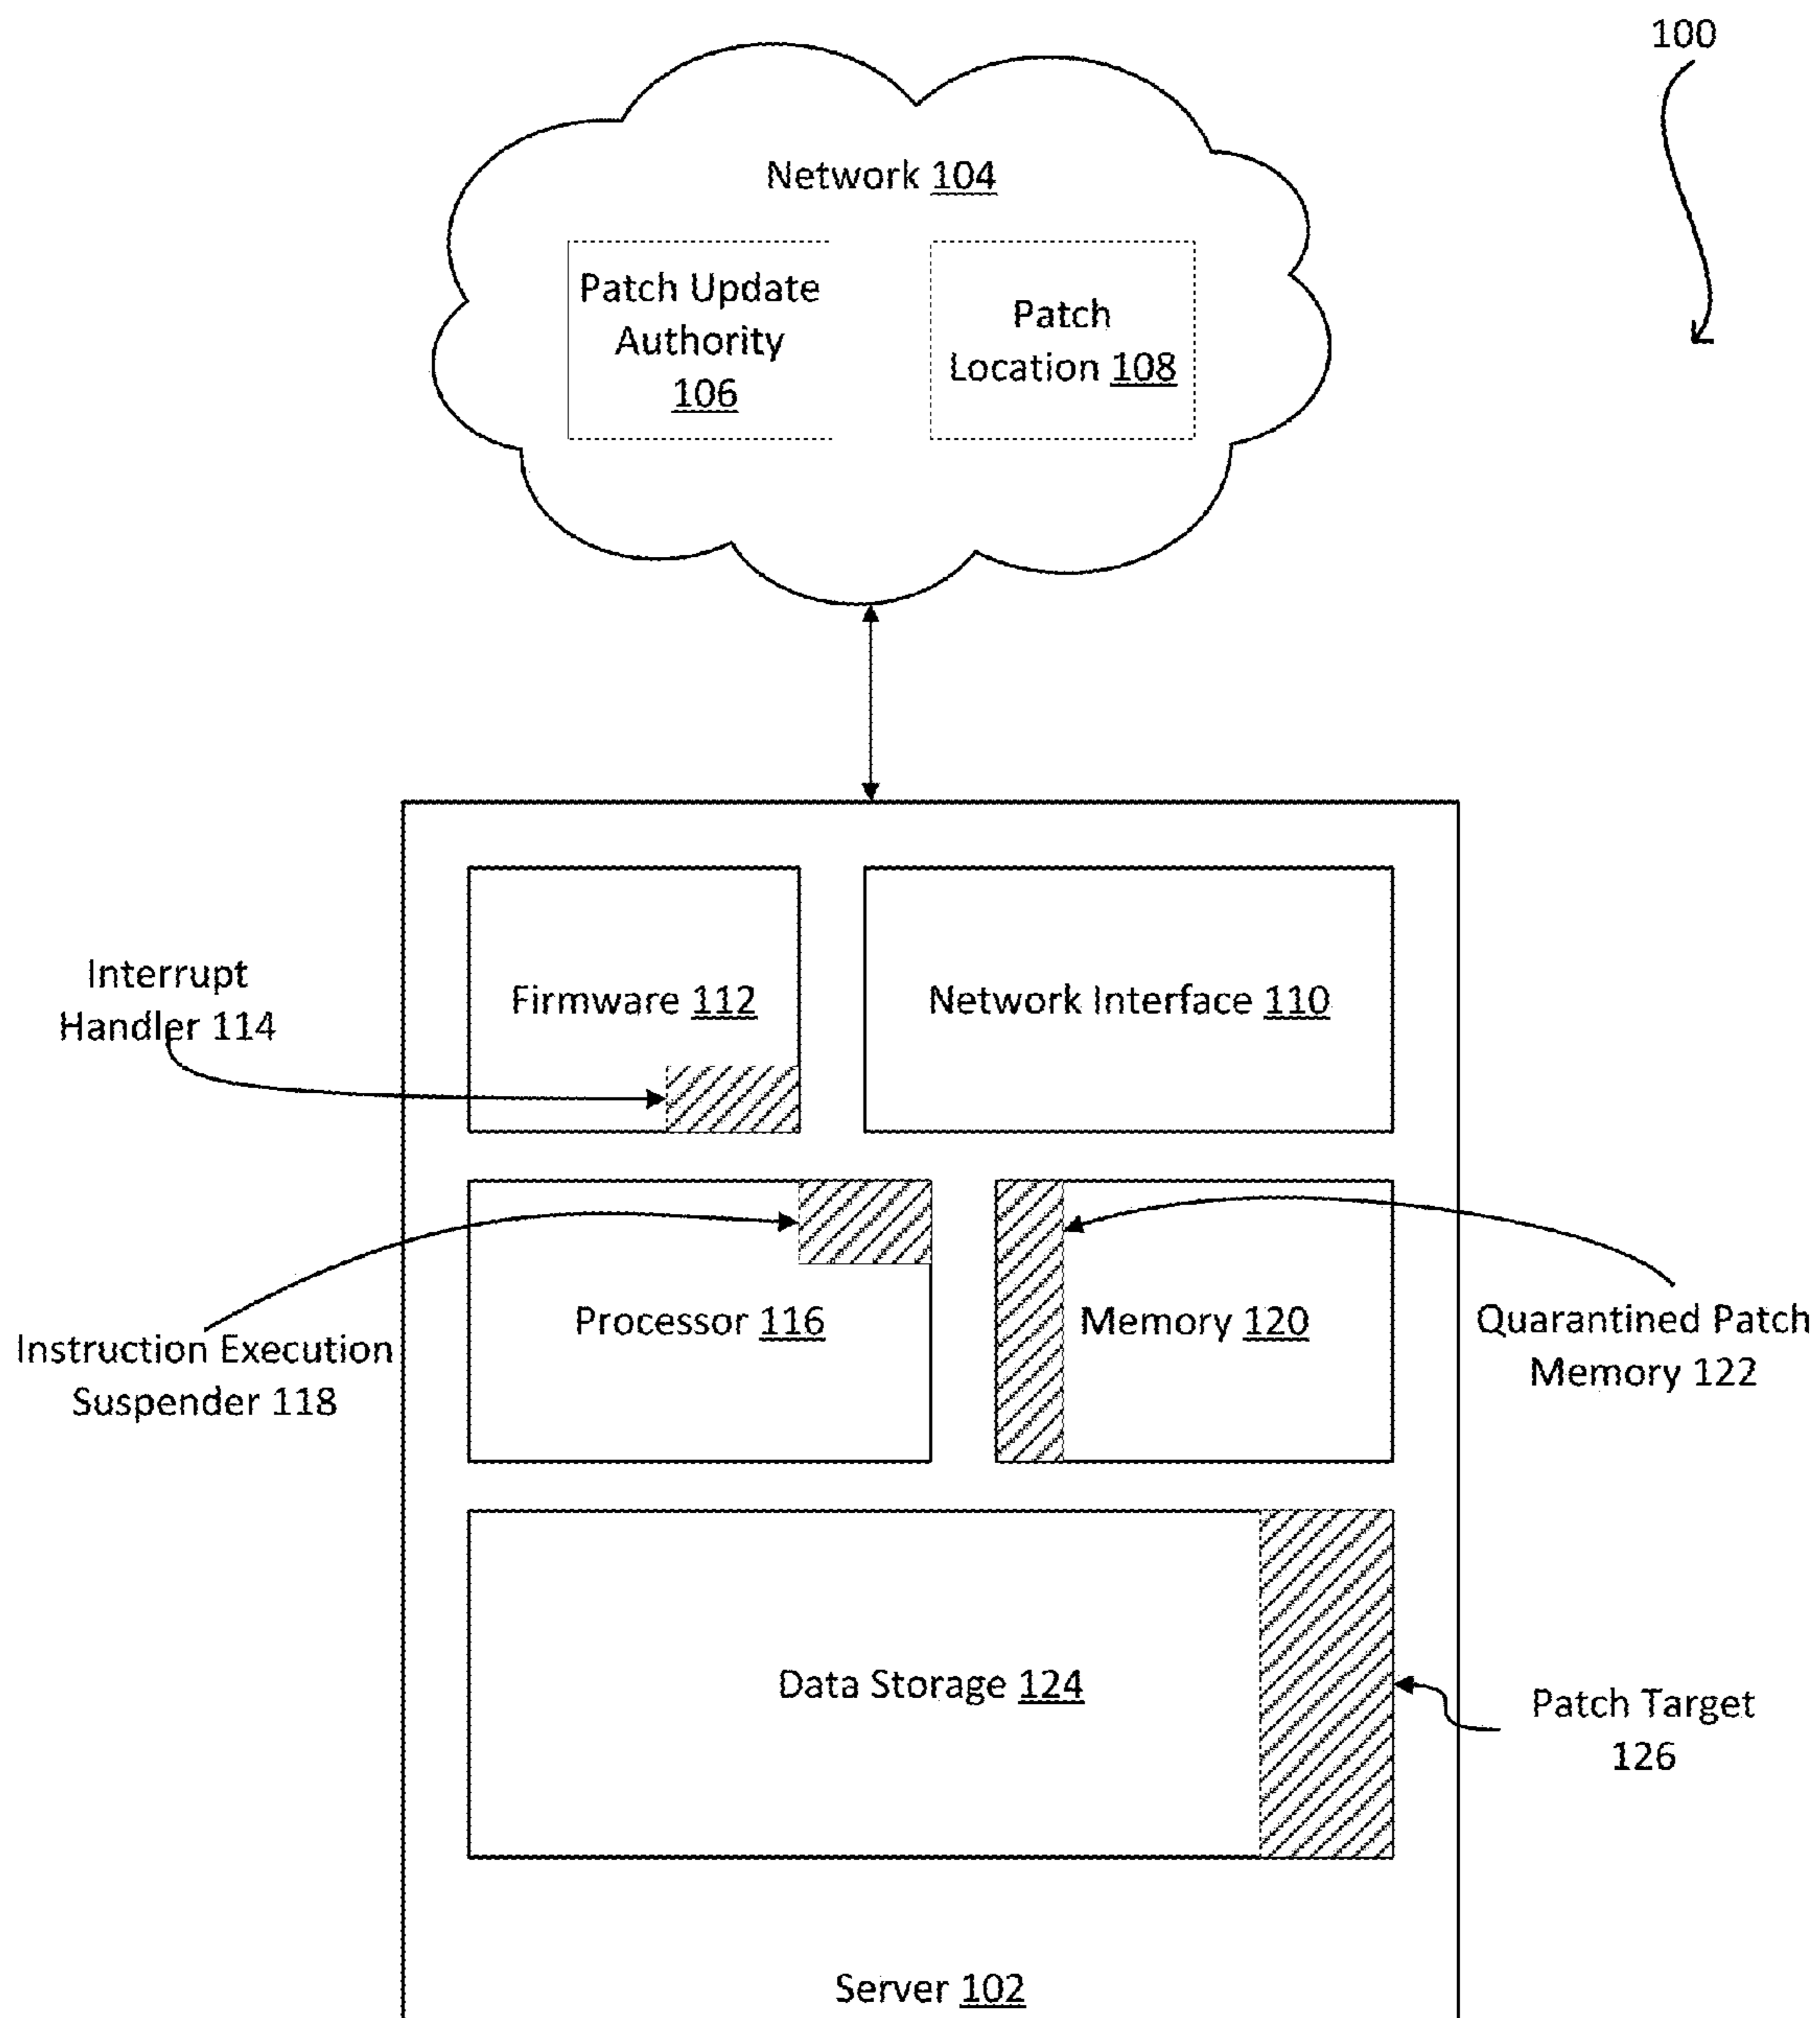 100
Network 104
Patch Update
Authority
106
Patch
Location 108
Interrupt
Handler 114
Firmware 112
Network Interface 110
Instruction Execution
Suspender 118
Processor 116
Memory 120
Quarantined Patch
Memory 122
Data Storage 124
Patch Target
126
Server 102